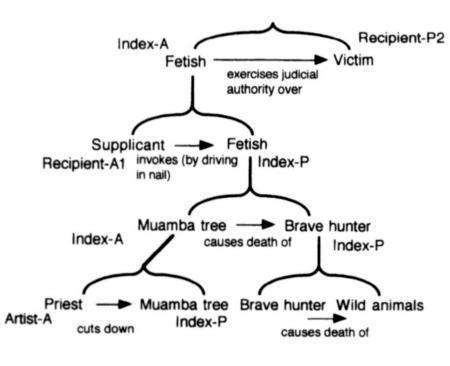 Index-A
Recipient-P2
Fetish
Victim
exercises judicial
authority over
Supplicant
Fetish
Recipient-A1
invokes (by driving
in nail)
Index-P
Muamba tree
Brave hunter
Index-A
causes death of
Index-P
Priest
Muamba tree
Brave hunter
Wild animals
Artist-A
cuts down
Index-P
causes death of